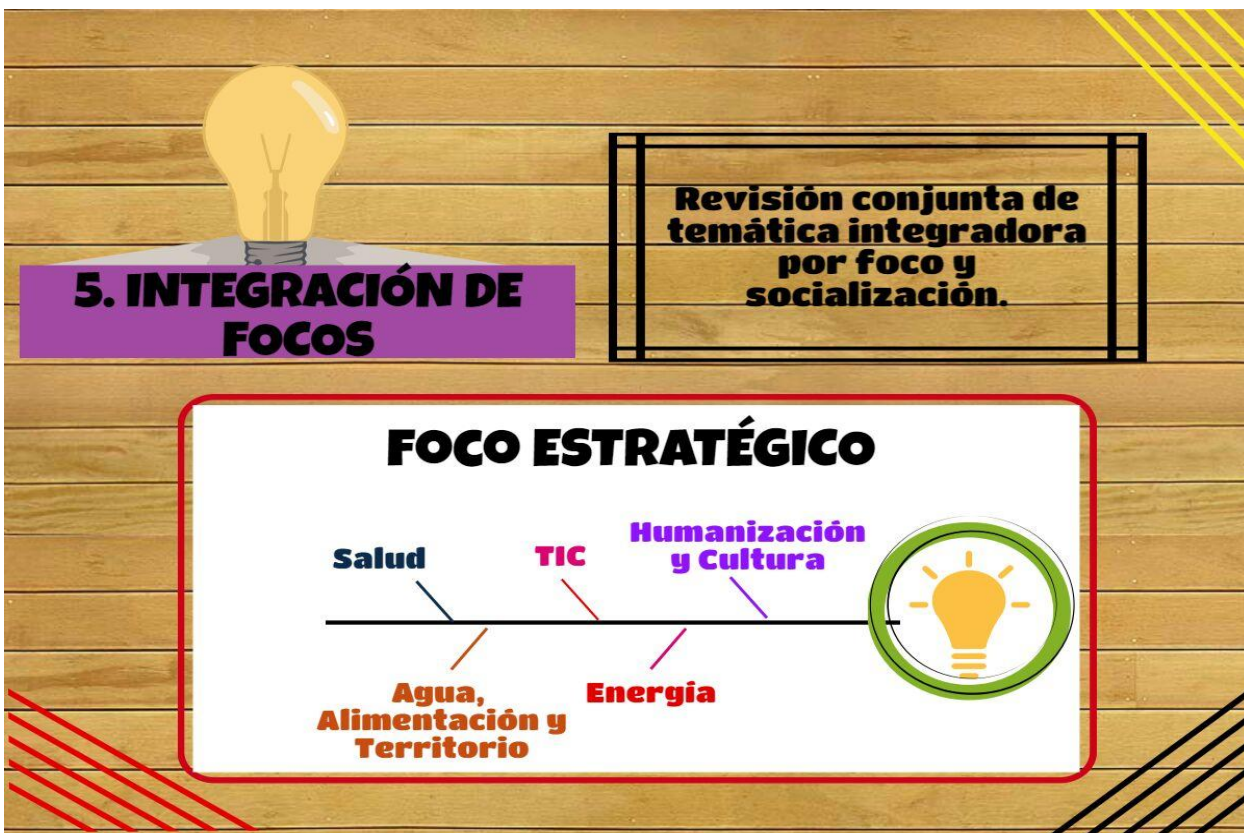 5. INTEGRACIÓN DE
FOCOS
Revisión conjunta de
temática integradora
por foco y
socialización.
FOCO ESTRATÉGICO
Salud
TIC
Humanización
y Cultura
Agua,
Alimentación y
Territorio
Energía